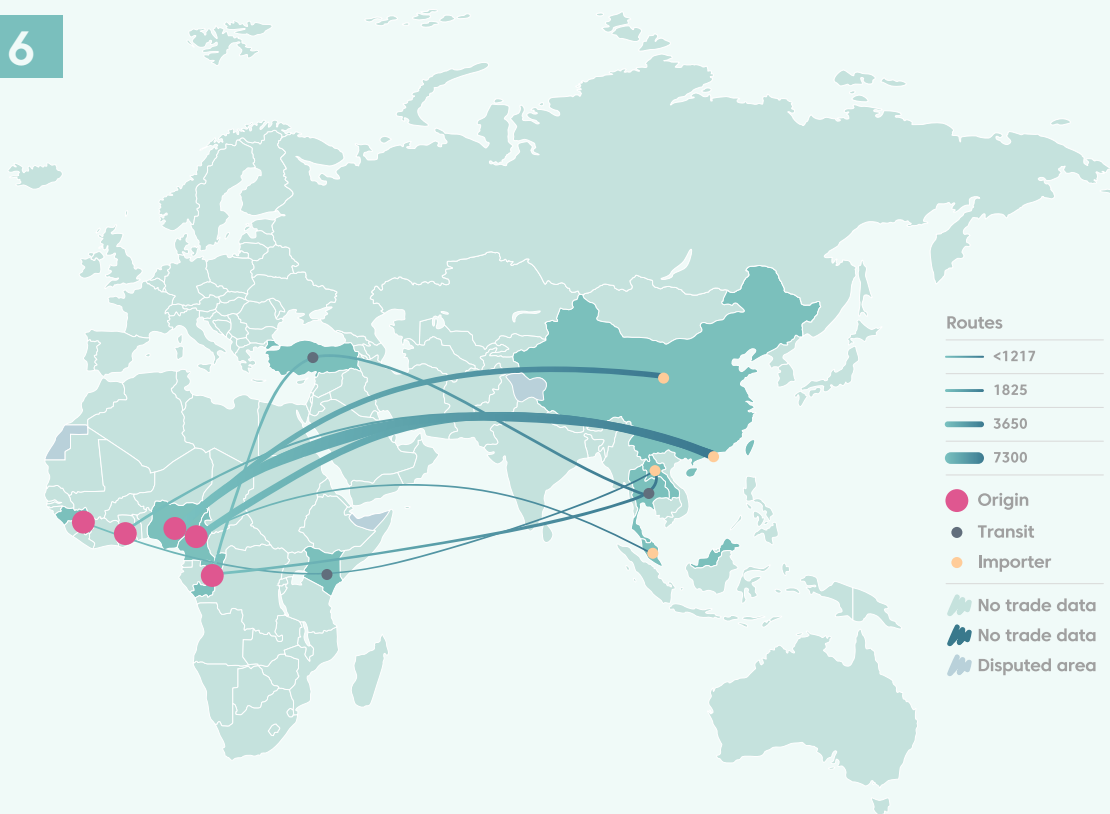 6
Routes
<1217
1825
3650
7300
Origin
Transit
Importer
No trade data
No trade data
Disputed area